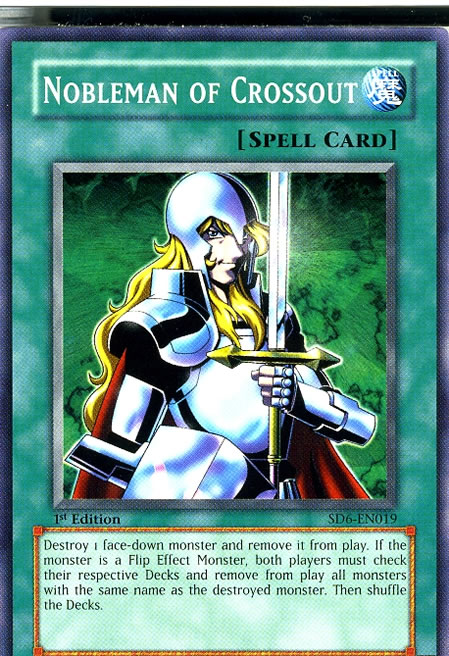 NOBLEMAN OF CROSSOUT
SPELL
魔
[SPELL CARD]
1st Edition
SD6-EN019
Destroy 1 face-down monster and remove it from play. If the
monster is a Flip Effect Monster, both players must check
their respective Decks and remove from play all monsters
with the same name as the destroyed monster. Then shuffle
the Decks.